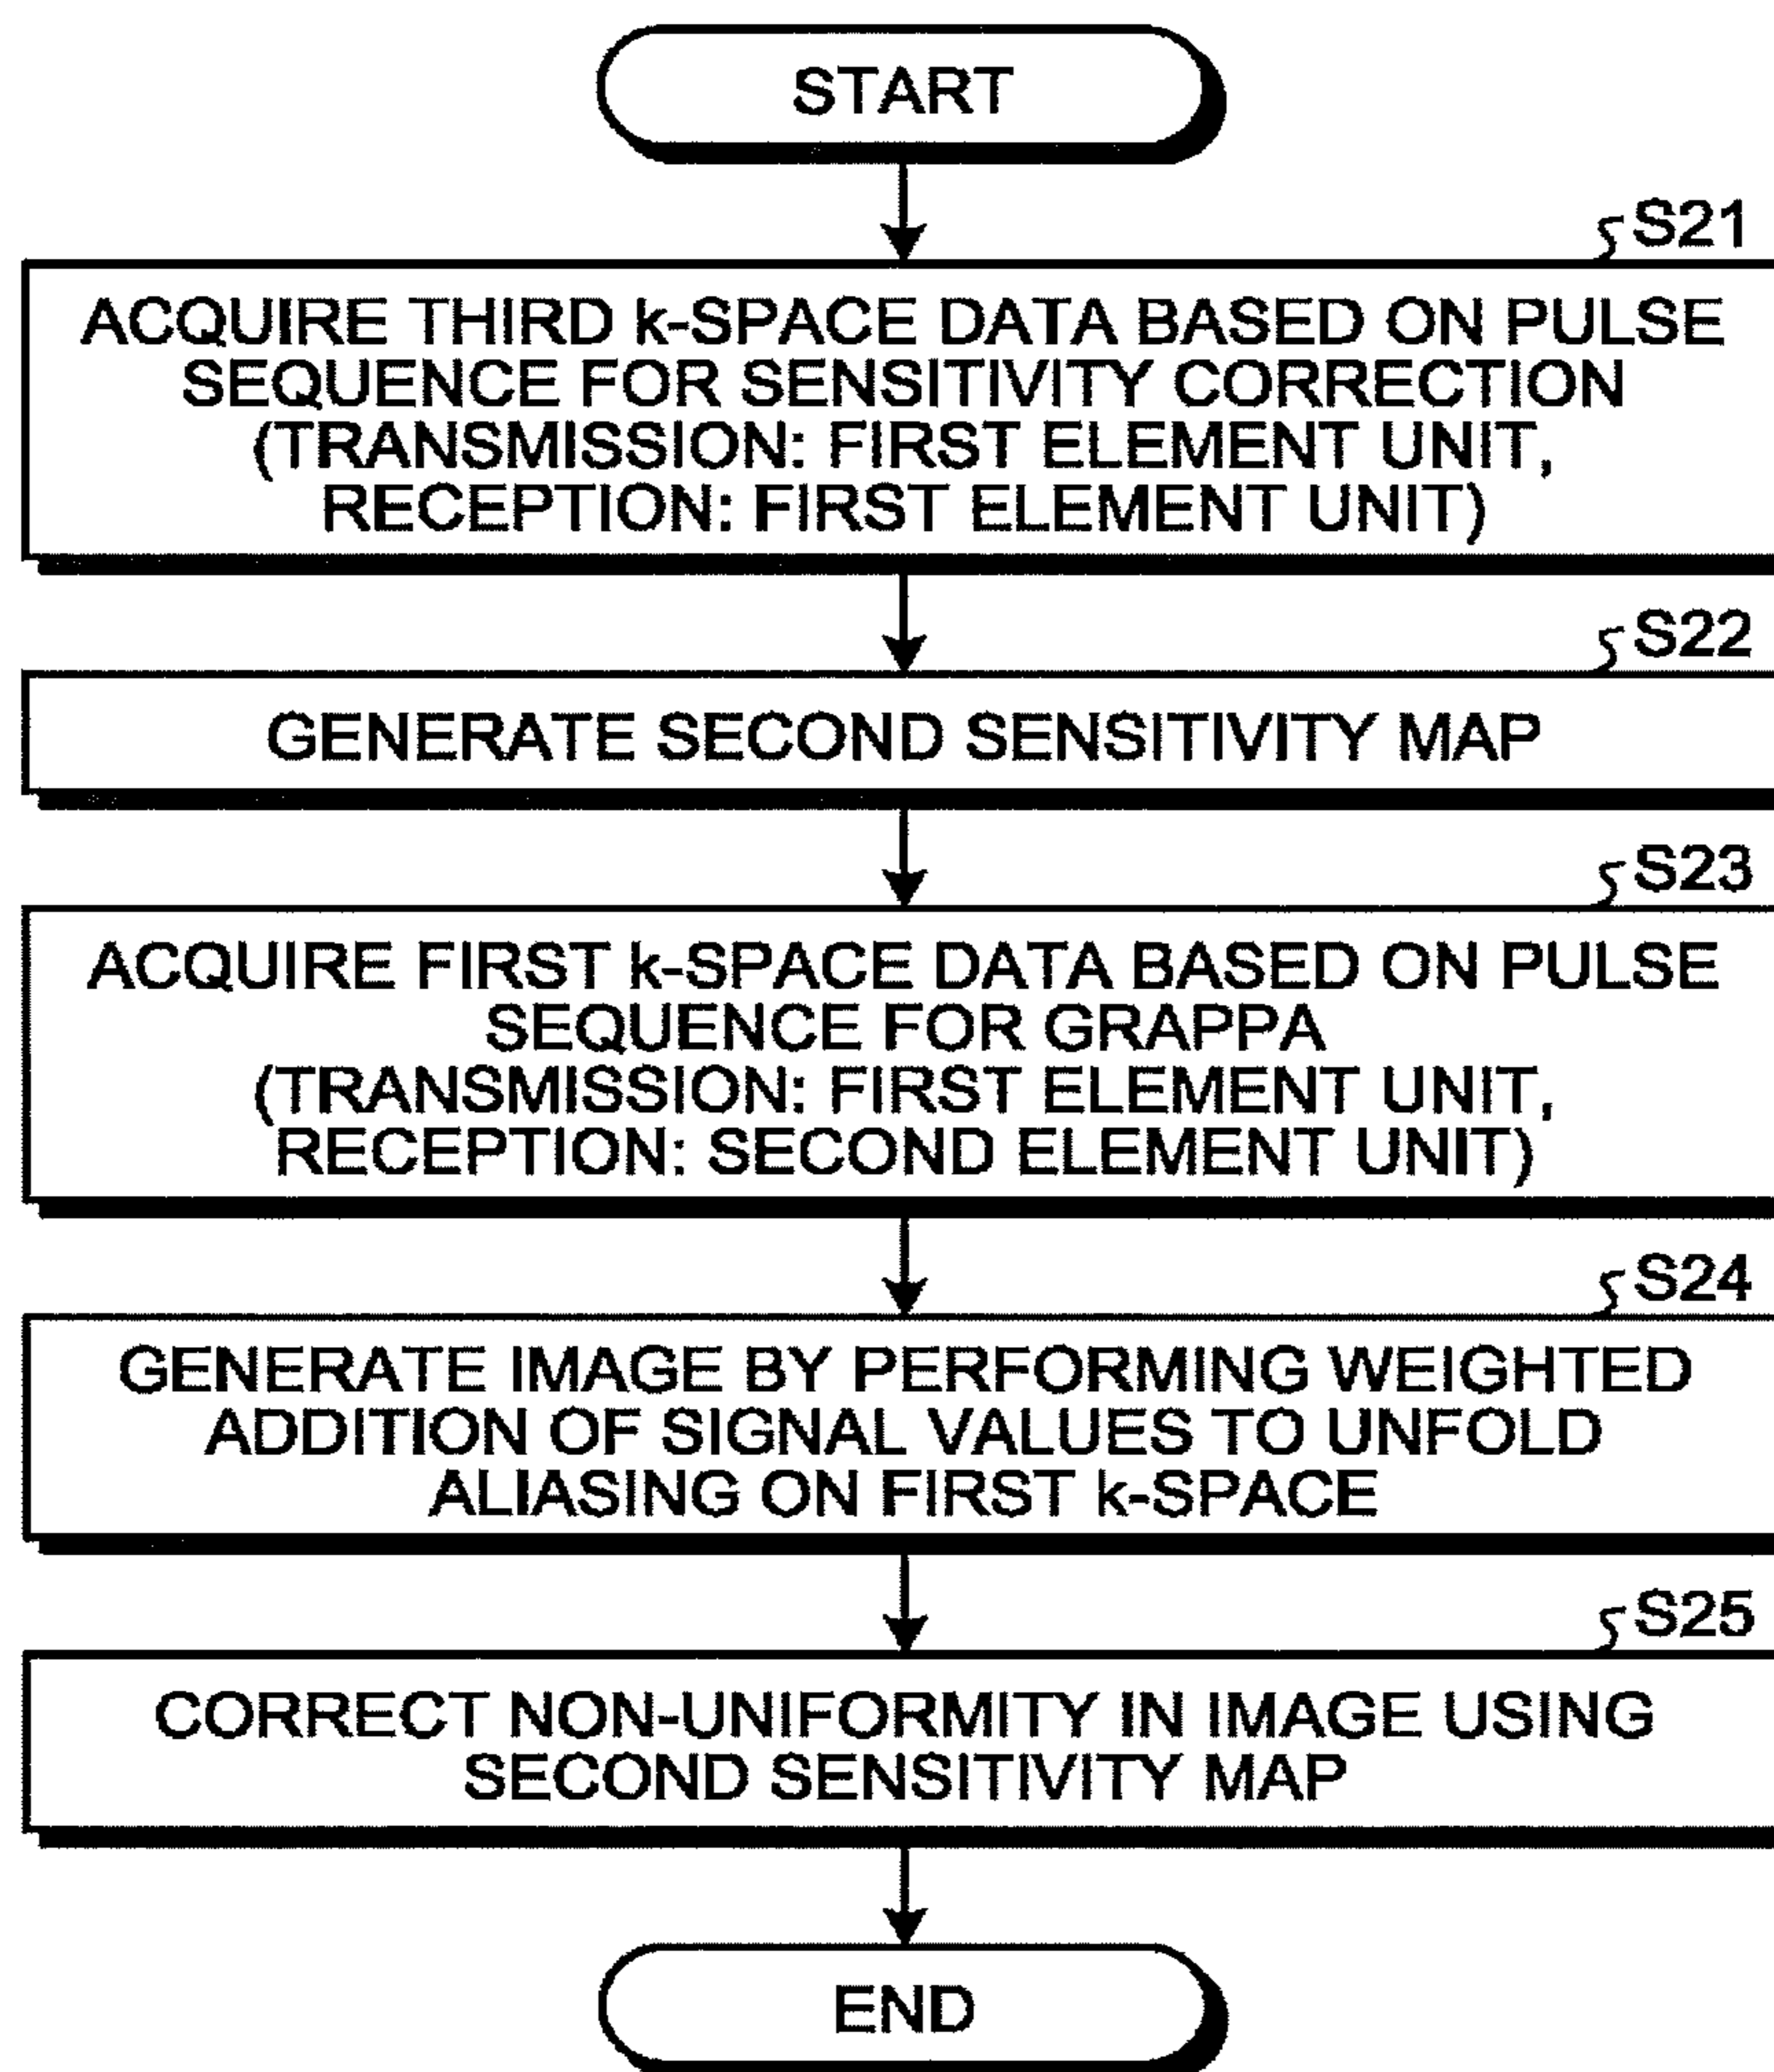 START
S21
ACQUIRE THIRD k-SPACE DATA BASED ON PULSE
SEQUENCE FOR SENSITIVITY CORRECTION
(TRANSMISSION: FIRST ELEMENT UNIT,
RECEPTION: FIRST ELEMENT UNIT)
S22
GENERATE SECOND SENSITIVITY MAP
S23
ACQUIRE FIRST k-SPACE DATA BASED ON PULSE
SEQUENCE FOR GRAPPA
(TRANSMISSION: FIRST ELEMENT UNIT,
RECEPTION: SECOND ELEMENT UNIT)
S24
GENERATE IMAGE BY PERFORMING WEIGHTED
ADDITION OF SIGNAL VALUES TO UNFOLD
ALIASING ON FIRST k-SPACE
S25
CORRECT NON-UNIFORMITY IN IMAGE USING
SECOND SENSITIVITY MAP
END